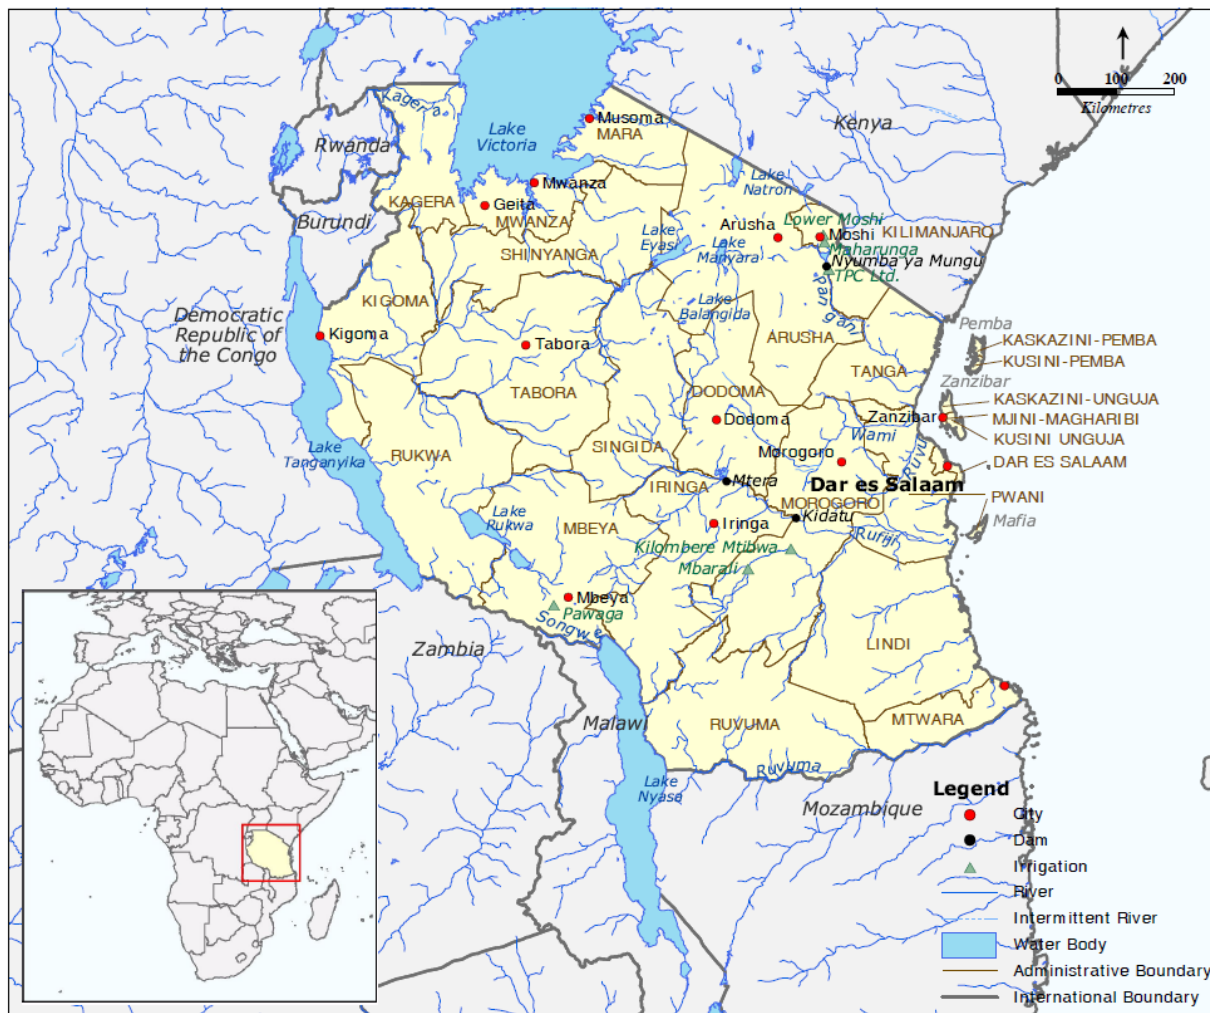 0 100 200
Kilometres
Kagera
Musoma
MARA
Lake
Victoria
Kenya
Rwanda
Mwanza
Lake
Natron
KAGERA
Geita
MWANZA
Burundi
Arusha
Lower Moshi
Moshi
KILIMANJARO
Lake
Eyasi
Lake
Manyara
Maharunga
SHINYANGA
Nyumba ya Mungu
TPC Ltd.
Pangani
KIGOMA
Lake
Balangida
Democratic
Republic of
the Congo
Kigoma
Tabora
ARUSHA
Pemba
KASKAZINI-PEMBA
KUSINI-PEMBA
TANGA
TABORA
DODOMA
Zanzibar
KASKAZINI-UNGUJA
Dodoma
Zanzibar
MJINI-MAGHARIBI
Wami
KUSINI UNGUJA
SINGIDA
Lake
Tanganyika
RUKWA
Morogoro
Ruvu
DAR ES SALAAM
Mtera
IRINGA
Dar es Salaam
MOROGORO
PWANI
Lake
Rukwa
Kidatu
Mafia
MBEYA
Iringa
Rufiji
Kilombere Mtibwa
Mbarali
Mbeya
Pawaga
Songwe
Zambia
LINDI
Malawi
RUVUMA
MTWARA
Ruvuma
Lake
Nyasa
Mozambique
Legend
City
Dam
Irrigation
River
Intermittent River
Water Body
Administrative Boundary
International Boundary